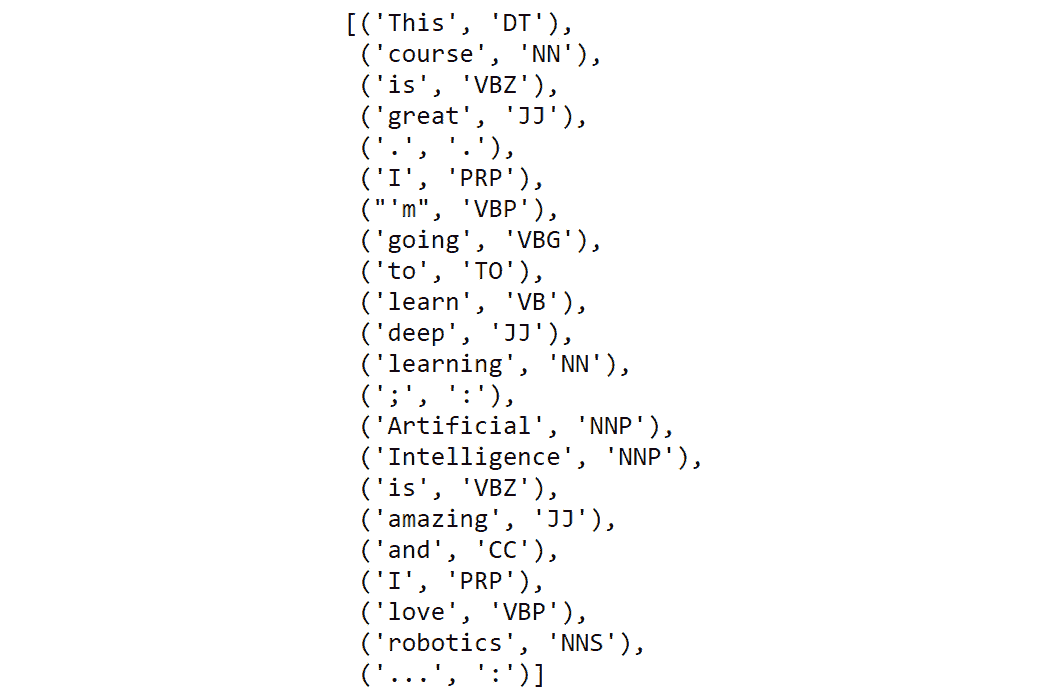 [('This', 'DT'),
('course', 'NN'),
('is', 'VBZ'),
('great', 'JJ'),
('.', '.'),
('I', 'PRP'),
("'m", 'VBP'),
('going', 'VBG'),
('to', 'TO'),
('learn', 'VB'),
('deep', 'JJ'),
('learning', 'NN'),
(';', ':'),
('Artificial', 'NNP'),
('Intelligence', 'NNP'),
('is', 'VBZ'),
('amazing', 'JJ'),
('and', 'CC'),
('I', 'PRP'),
('love', 'VBP'),
('robotics', 'NNS'),
('...', ':')]